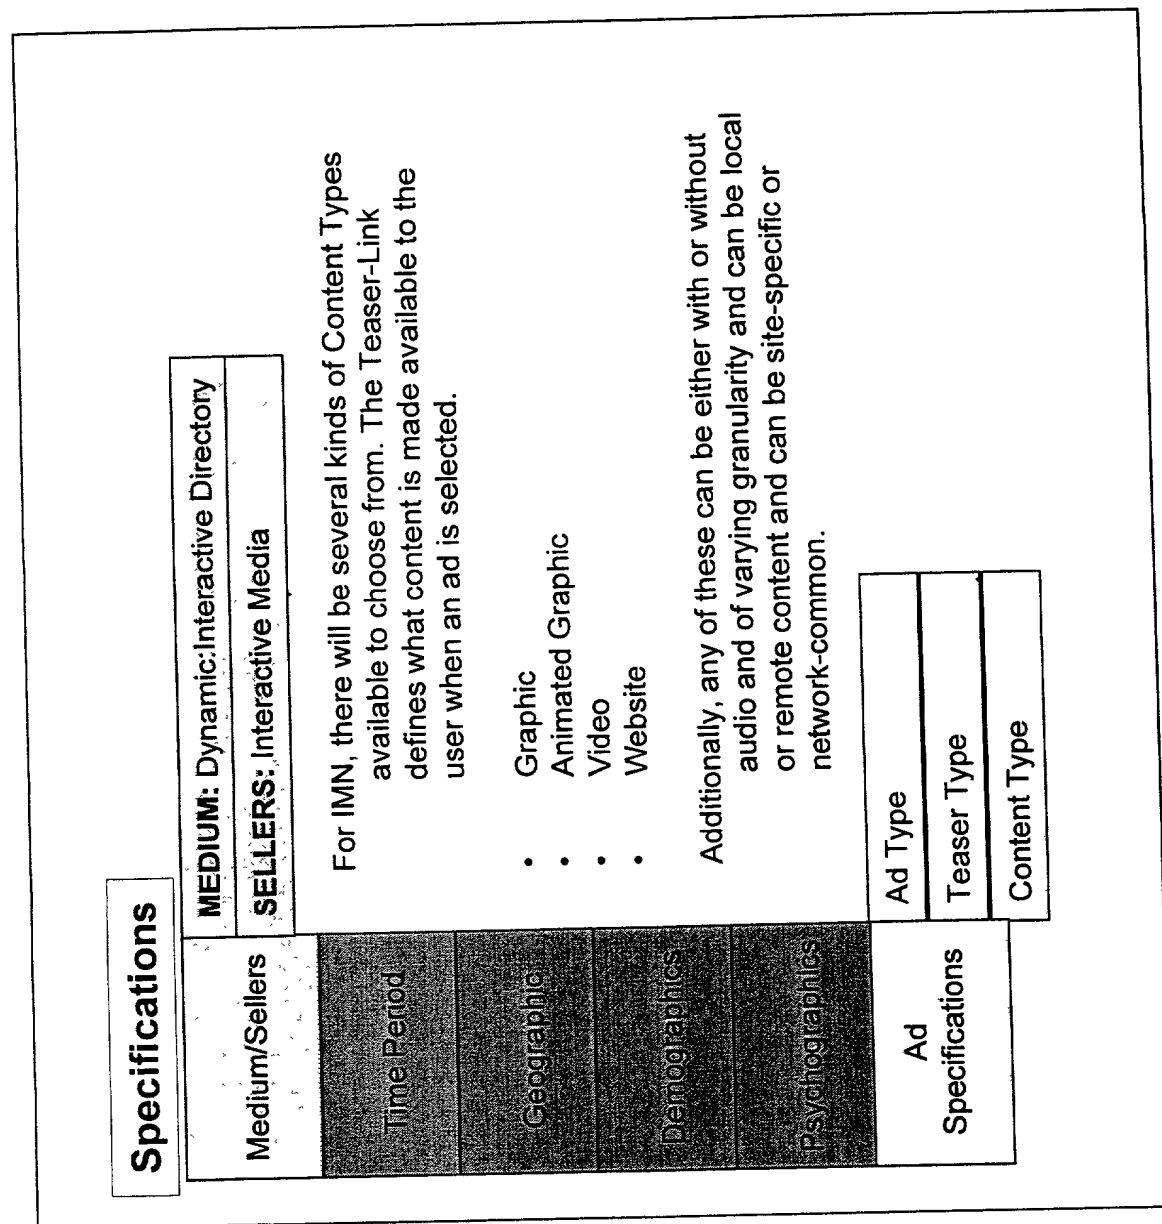 Specifications
Medium/Sellers
MEDIUM: Dynamic:Interactive Directory
SELLERS: Interactive Media
Time Period
Geographic
Demographics
Psychographics
For IMN, there will be several kinds of Content Types
available to choose from. The Teaser-Link
defines what content is made available to the
user when an ad is selected.
• Graphic
• Animated Graphic
• Video
• Website
Additionally, any of these can be either with or without
audio and of varying granularity and can be local
or remote content and can be site-specific or
network-common.
Ad
Specifications
Ad Type
Teaser Type
Content Type